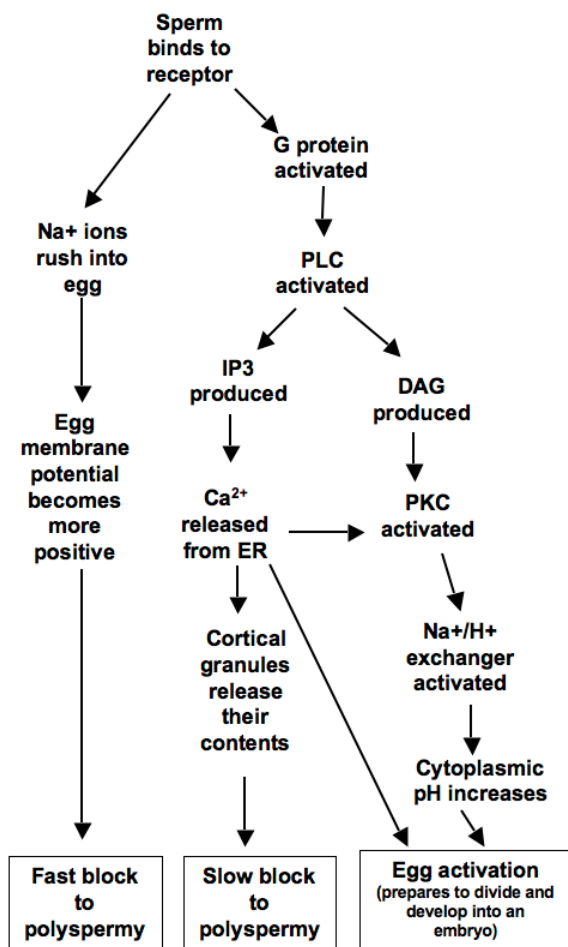 Sperm
binds to
receptor
G protein
activated
Na+ ions
rush into
egg
PLC
activated
IP3
produced
DAG
produced
Egg
membrane
potential
becomes
more
positive
Ca²⁺
released
from ER
PKC
activated
Cortical
granules
release
their
contents
Na+/H+
exchanger
activated
Cytoplasmic
pH increases
Fast block
to
polyspermy
Slow block
to
polyspermy
Egg activation
(prepares to divide and
develop into an
embryo)